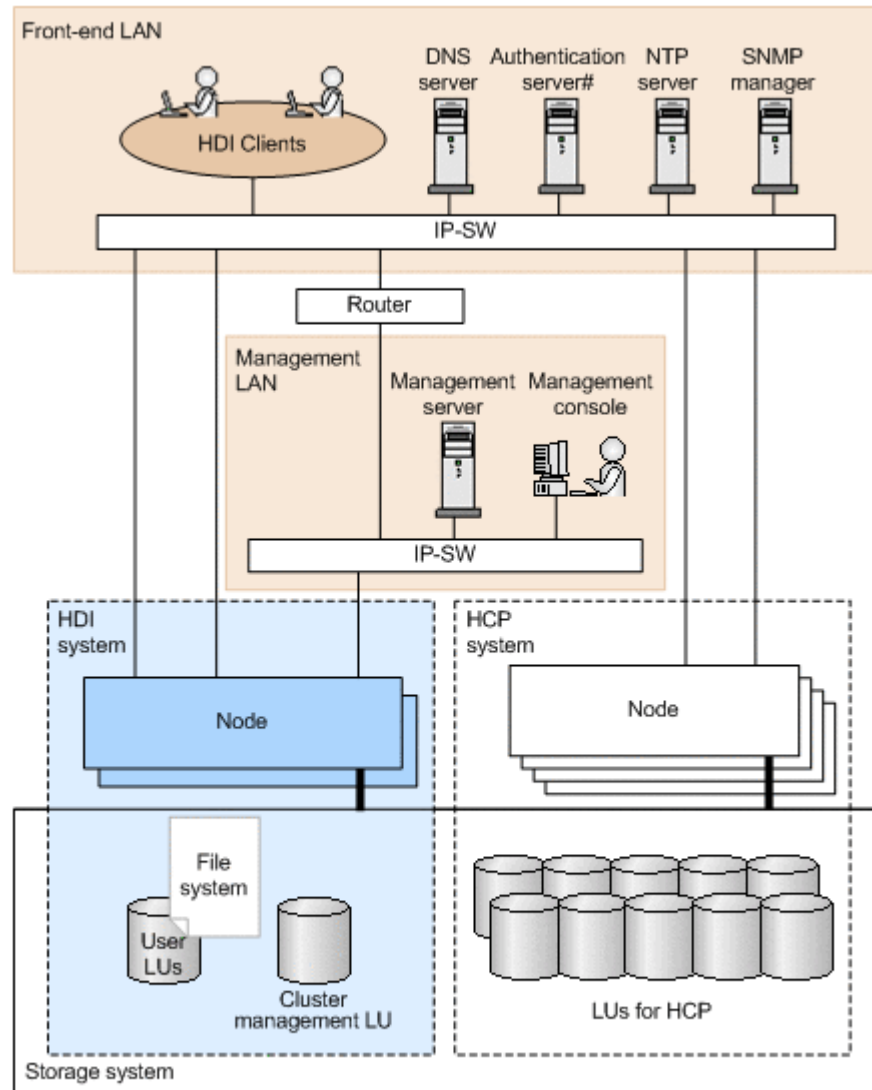 Front-end LAN
DNS
server
Authentication
server#
NTP
server
SNMP
manager
HDI Clients
IP-SW
Router
Management
LAN
Management
server
Management
console
IP-SW
HDI
system
HCP
system
Node
Node
File
system
User
LUs
Cluster
management LU
LUs for HCP
Storage system